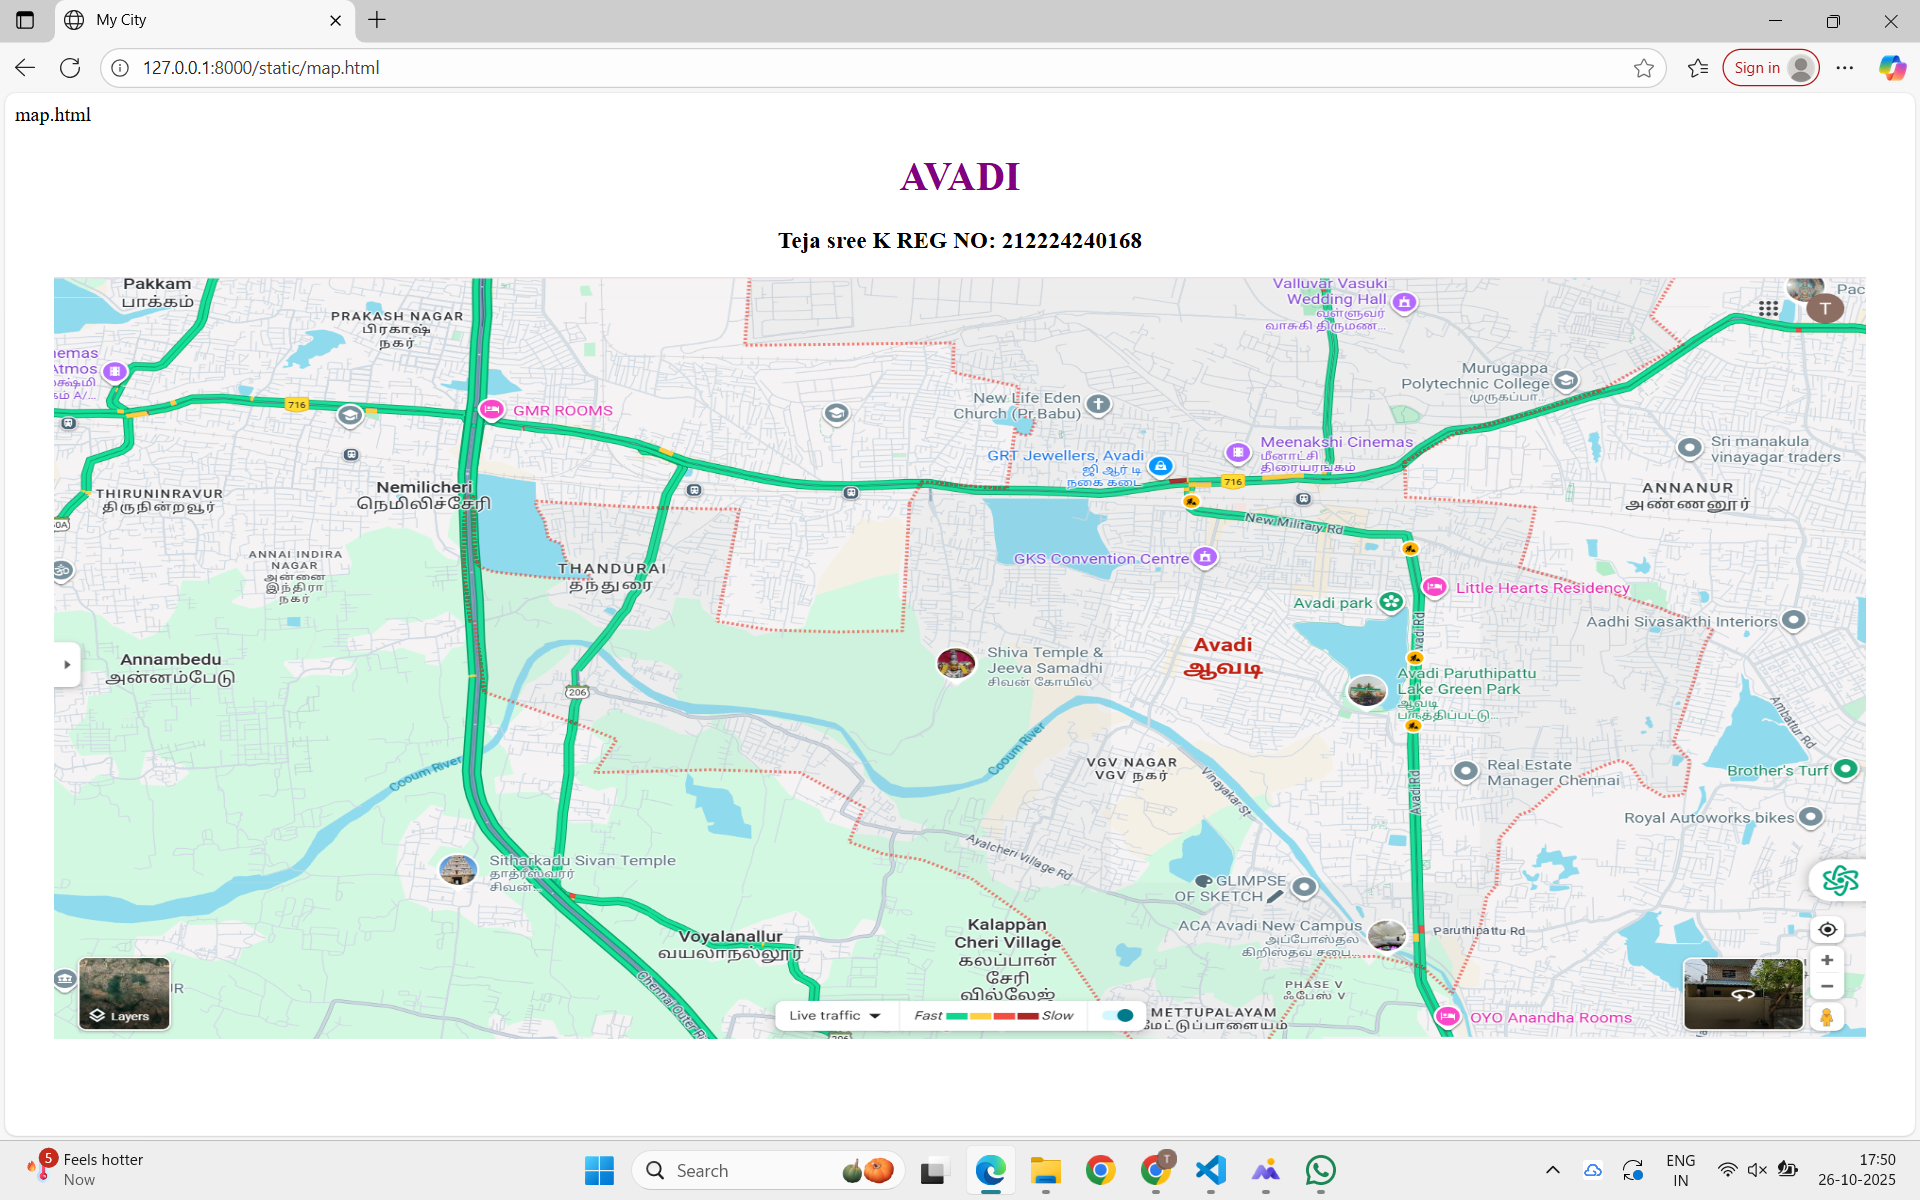 My City
127.0.0.1:8000/static/map.html
Sign in
map.html
AVADI
Teja sree K REG NO: 212224240168
Pakkam
பாக்கம்
PRAKASH NAGAR
பிரகாஷ்
நகர்
Valluvar Vasuki
Wedding Hall
வள்ளுவர்
வாசுகி திருமண...
Pac
T
Murugappa
Polytechnic College
முருகப்பா
716
GMR ROOMS
New Life Eden
Church (Pr.Babu)
GRT Jewellers, Avadi
ஜி ஆர் டி
நகை கடை
Meenakshi Cinemas
மீனாட்சி
திரையரங்கம்
716
Sri manakula
vinayagar traders
THIRUNINRAVUR
திருநின்றவூர்
Nemilicheri
நெமிலிச்சேரி
ANNANUR
அண்ணனூர்
New Military Rd
ANNAI INDIRA
NAGAR
அன்னை
இந்திரா
நகர்
THANDURAI
தந்துரை
GKS Convention Centre
Little Hearts Residency
Avadi park
Aadhi Sivasakthi Interiors
Avadi Rd
Annambedu
அன்னம்பேடு
Shiva Temple &
Jeeva Samadhi
சிவன் கோயில்
Avadi
ஆவடி
Avadi Paruthipattu
Lake Green Park
ஆவடி
பருத்திப்பட்டு...
206
Ambatur Rd
Cooum River
Cooum River
VGV NAGAR
VGV நகர்
Vinayakar St
Real Estate
Manager Chennai
Brother's Turf
Avadi Rd
Royal Autoworks bikes
Ayalcheri Village Rd
Sitharkadu Sivan Temple
தாதாஸ்வரர்
சிவன்...
GLIMPSE
OF SKETCH
ACA Avadi New Campus
அப்போஸ்தல
கிறிஸ்தவ சபை...
Paruthipattu Rd
Voyalanallur
வயலாநல்லூர்
Kalappan
Cheri Village
கலப்பான்
சேரி
வில்லேஜ்
PHASE V
ஃபேஸ் V
Layers
Live traffic
Fast
Slow
METTUPALAYAM
மேட்டுப்பாளையம்
OYO Anandha Rooms
5
Feels hotter
Now
Search
T
ENG
IN
17:50
26-10-2025